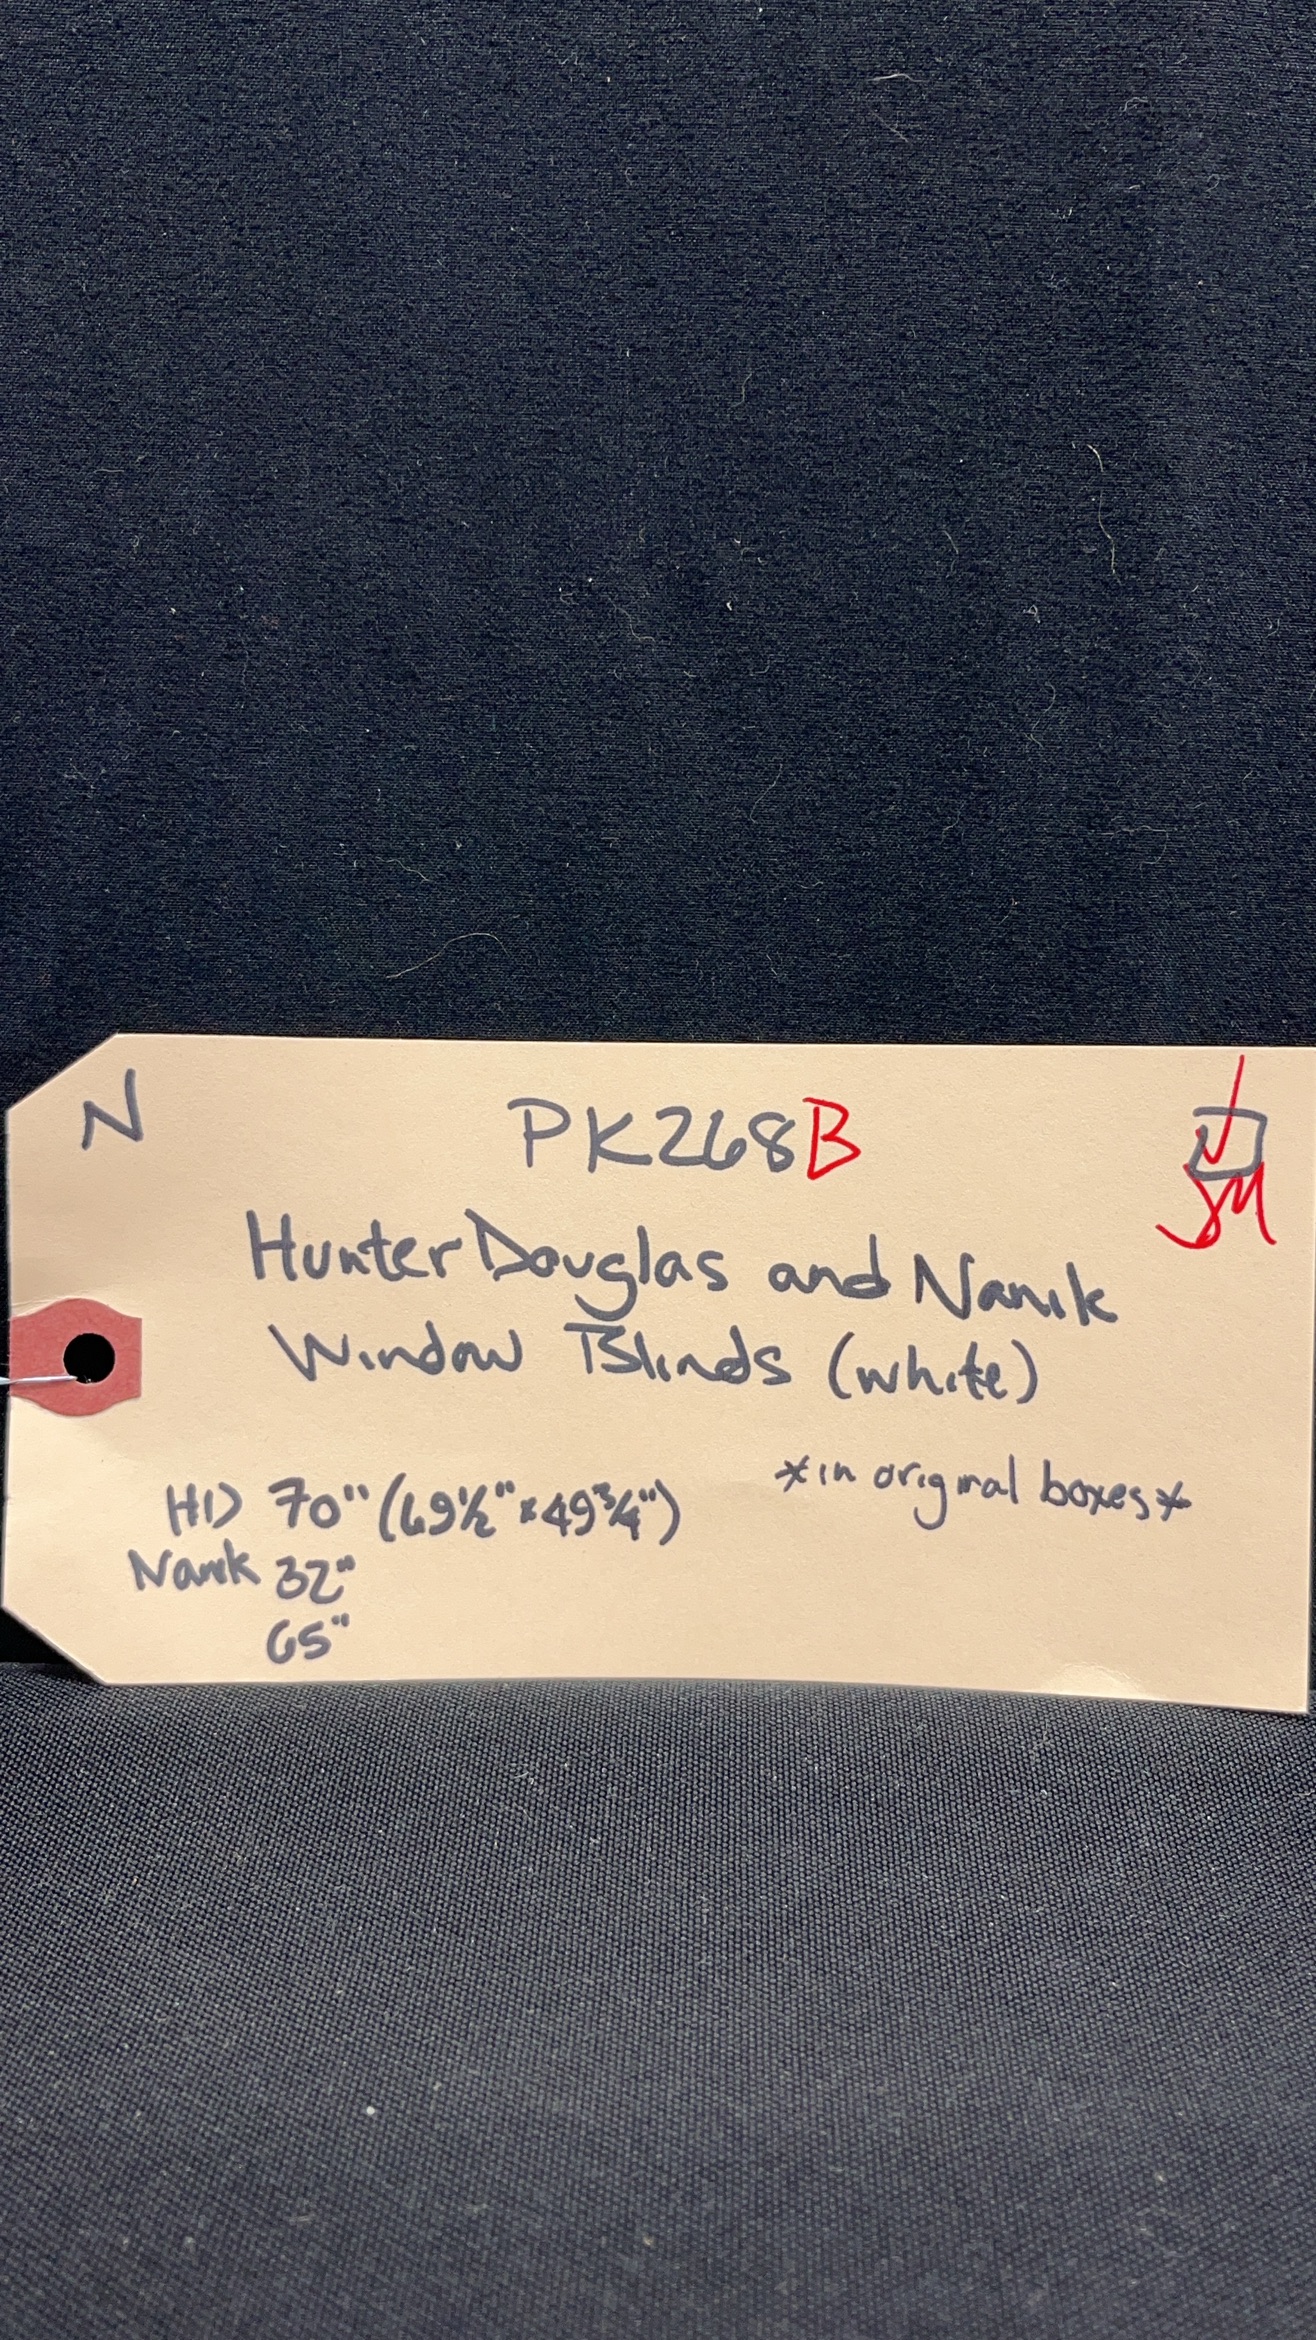 N PK268B
JM
Hunter Douglas and Nanik
Window Blinds (white)
*in original boxes*
HD 70" (69½" x 49¾")
Nanik 32"
65"